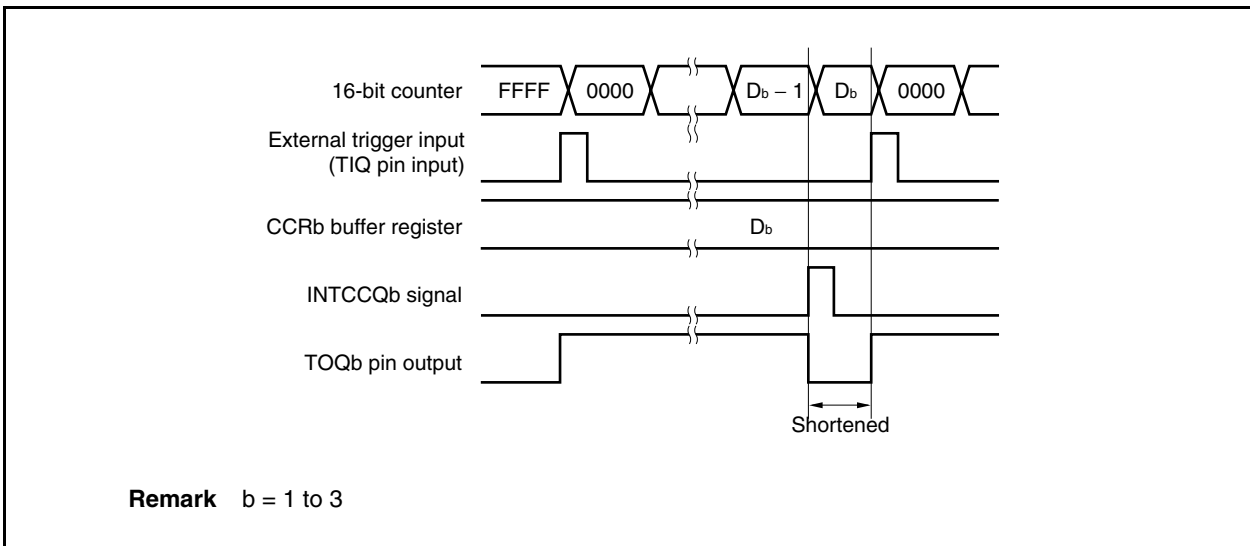 16-bit counter FFFF 0000 Db – 1 Db 0000
External trigger input
(TIQ pin input)
CCRb buffer register Db
INTCCQb signal
TOQb pin output
Shortened
Remark b = 1 to 3